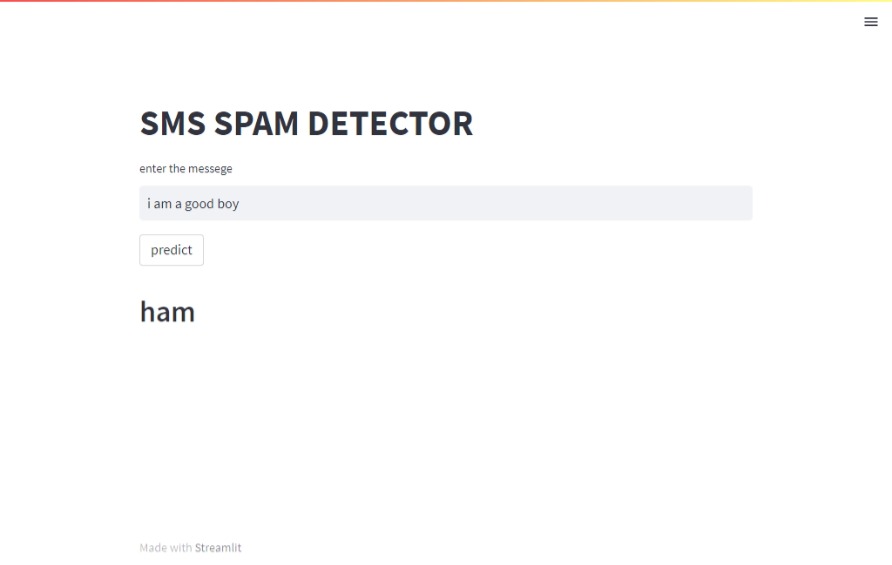 SMS SPAM DETECTOR
enter the messege
i am a good boy
predict
ham
Made with Streamlit